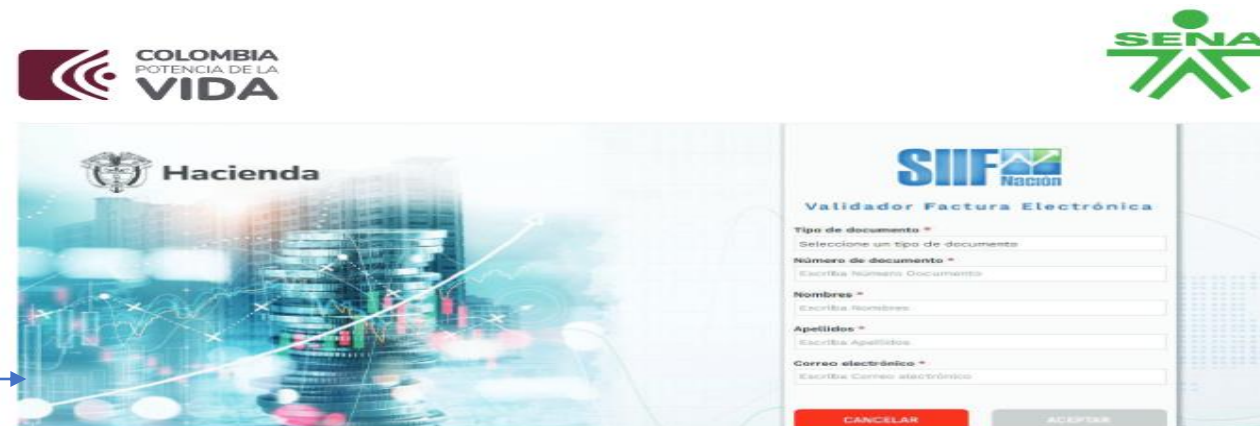 COLOMBIA
POTENCIA DE LA
VIDA
SENA
Hacienda
SIIF
Nación
Validador Factura Electrónica
Tipo de documento *
Seleccione un tipo de documento
Número de documento *
Escriba Número Documento
Nombres *
Escriba Nombres
Apellidos *
Escriba Apellidos
Correo electrónico *
Escriba Correo electrónico
CANCELAR
ACEPTAR